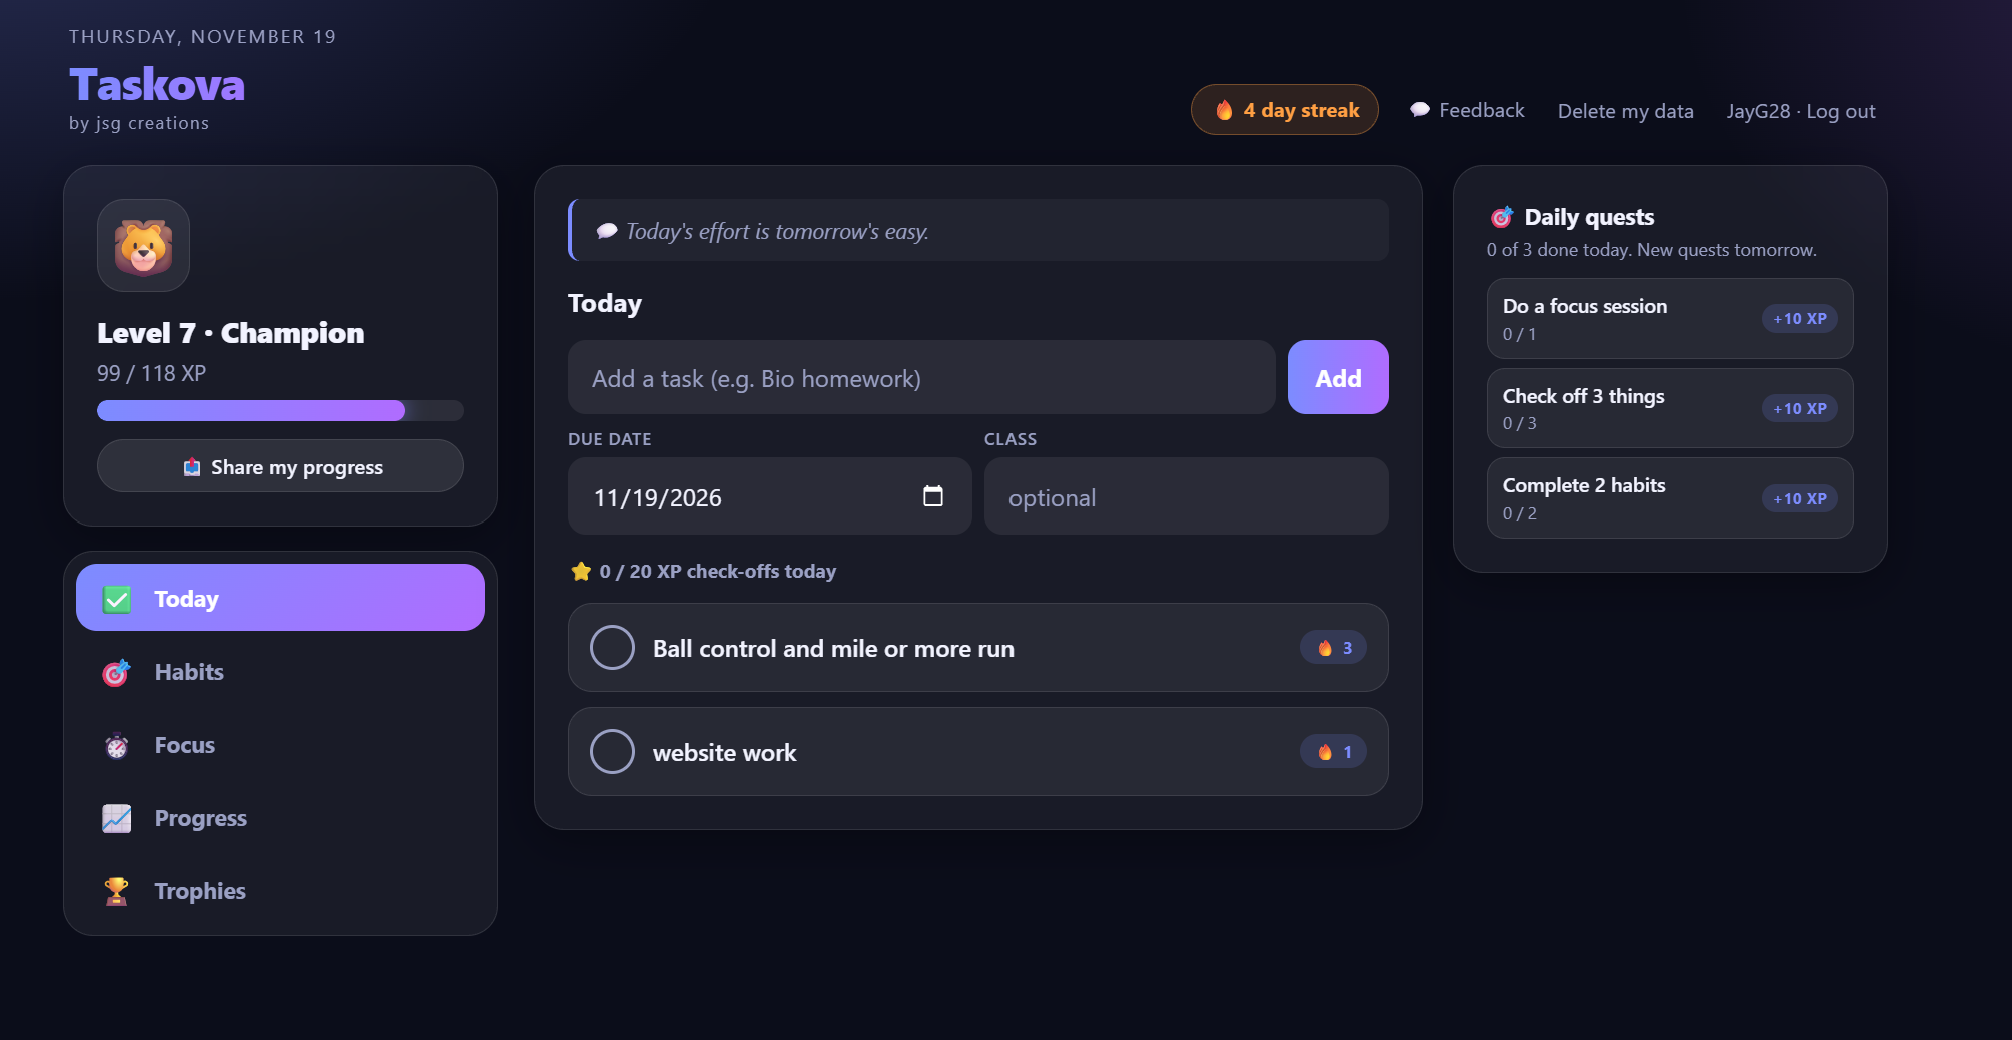 THURSDAY, NOVEMBER 19
Taskova
by jsg creations
4 day streak
Feedback
Delete my data
JayG28 · Log out
Level 7 · Champion
99 / 118 XP
Share my progress
Today
Habits
Focus
Progress
Trophies
Today's effort is tomorrow's easy.
Today
Add a task (e.g. Bio homework)
Add
DUE DATE
CLASS
11/19/2026
optional
0 / 20 XP check-offs today
Ball control and mile or more run
3
website work
1
Daily quests
0 of 3 done today. New quests tomorrow.
Do a focus session
0 / 1
+10 XP
Check off 3 things
0 / 3
+10 XP
Complete 2 habits
0 / 2
+10 XP